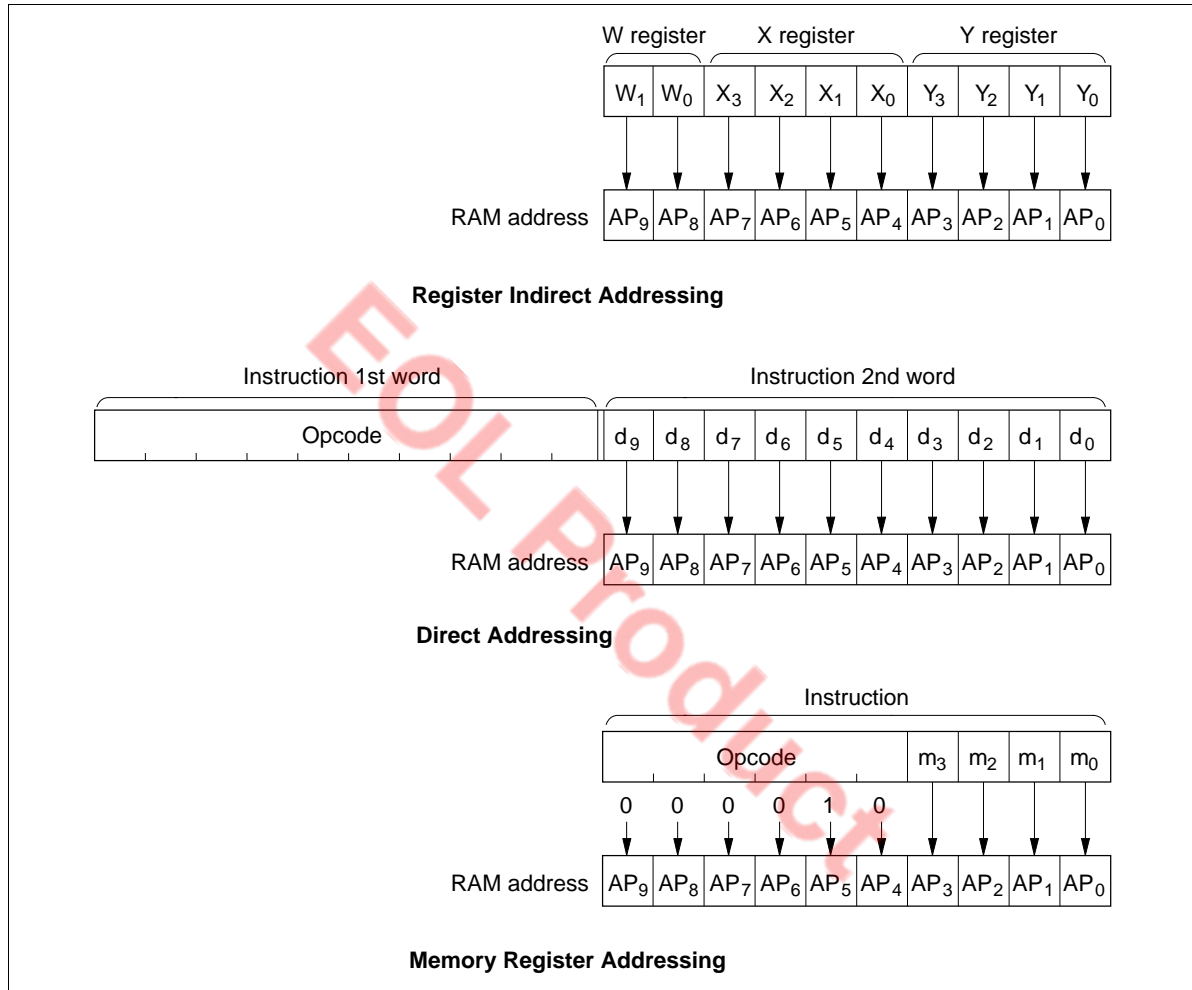 W register X register Y register
W1 W0 X3 X2 X1 X0 Y3 Y2 Y1 Y0
RAM address AP9 AP8 AP7 AP6 AP5 AP4 AP3 AP2 AP1 AP0
Register Indirect Addressing
Instruction 1st word Instruction 2nd word
Opcode d9 d8 d7 d6 d5 d4 d3 d2 d1 d0
RAM address AP9 AP8 AP7 AP6 AP5 AP4 AP3 AP2 AP1 AP0
Direct Addressing
Instruction
Opcode m3 m2 m1 m0
0 0 0 0 1 0
RAM address AP9 AP8 AP7 AP6 AP5 AP4 AP3 AP2 AP1 AP0
Memory Register Addressing
EOL Product